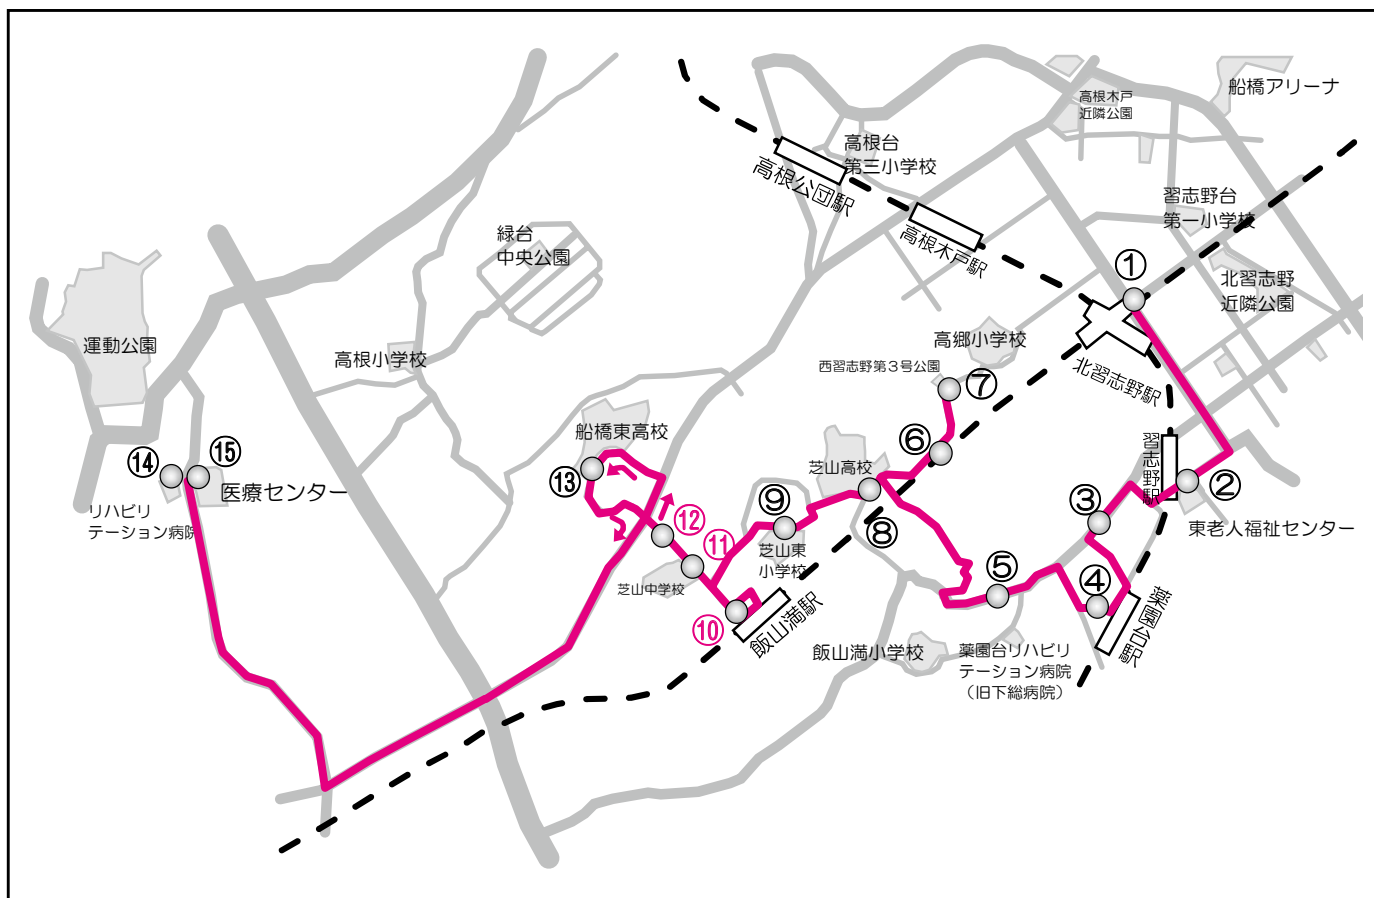 船橋アリーナ
高根木戸
近隣公園
高根台
第三小学校
高根公団駅
習志野台
第一小学校
高根木戸駅
緑台
中央公園
①
北習志野
近隣公園
運動公園
高根小学校
高郷小学校
西習志野第３号公園
北習志野駅
⑦
船橋東高校
⑥
習志野駅
芝山高校
⑭
⑮
⑬
医療センター
②
リハビリ
テーション病院
⑨
③
東老人福祉センター
⑫
⑪
⑧
芝山東
小学校
芝山中学校
⑤
④
⑩
飯山満駅
薬園台駅
飯山満小学校
薬園台リハビリ
テーション病院
（旧下総病院）